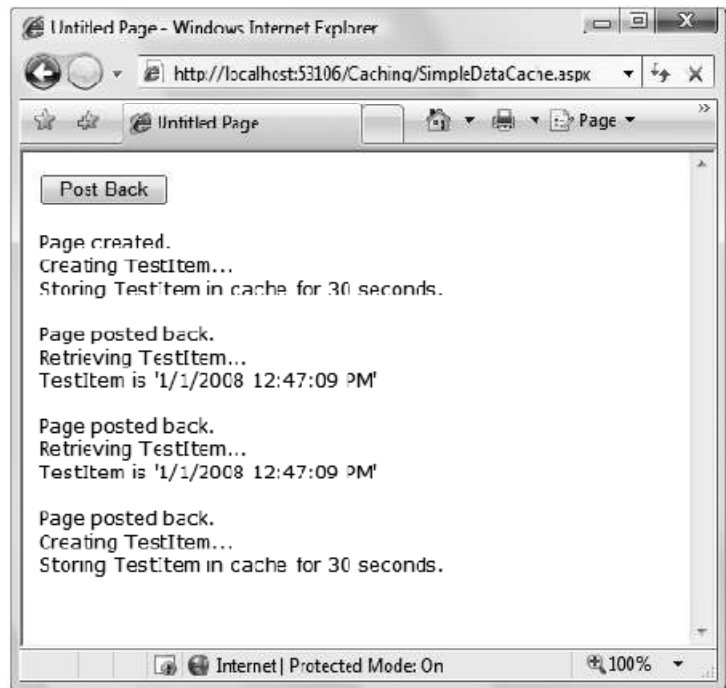 Untitled Page - Windows Internet Explorer
http://localhost:53106/Caching/SimpleDataCache.aspx
Untitled Page
Page
Post Back
Page created.
Creating TestItem...
Storing TestItem in cache for 30 seconds.
Page posted back.
Retrieving TestItem...
TestItem is '1/1/2008 12:47:09 PM'
Page posted back.
Retrieving TestItem...
TestItem is '1/1/2008 12:47:09 PM'
Page posted back.
Creating TestItem...
Storing TestItem in cache for 30 seconds.
Internet | Protected Mode: On
100%